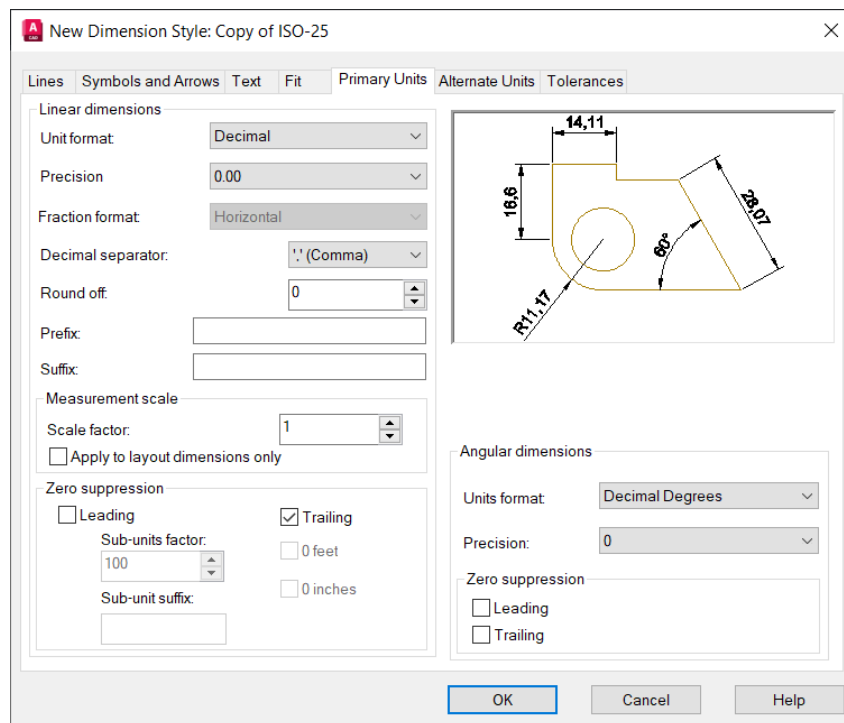 A CAD New Dimension Style: Copy of ISO-25
Lines Symbols and Arrows Text Fit Primary Units Alternate Units Tolerances
Linear dimensions
Unit format: Decimal
Precision 0.00
Fraction format: Horizontal
Decimal separator: ',' (Comma)
Round off: 0
Prefix:
Suffix:
Measurement scale
Scale factor: 1
Apply to layout dimensions only
Zero suppression
Leading Trailing
Sub-units factor: 0 feet
100
0 inches
Sub-unit suffix:
14,11
16,6
28,07
60°
R11,17
Angular dimensions
Units format: Decimal Degrees
Precision: 0
Zero suppression
Leading
Trailing
OK Cancel Help